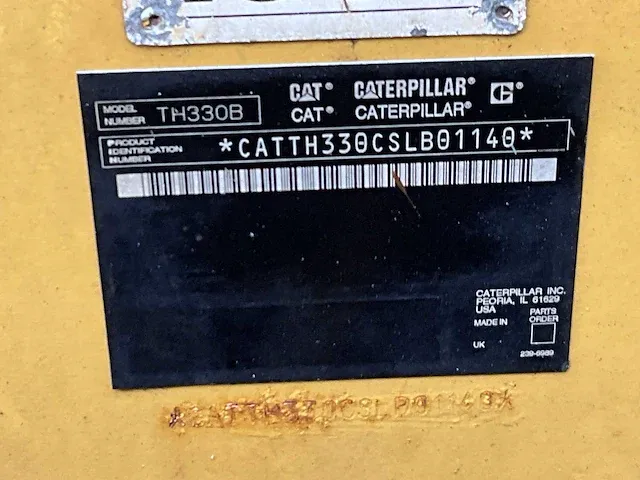 CAT® CATERPILLAR® C®
MODEL NUMBER TH330B CAT® CATERPILLAR®
PRODUCT IDENTIFICATION NUMBER *CATTH330CSLB01140*
CATERPILLAR INC.
PEORIA, IL 61629
USA
PARTS ORDER
MADE IN
UK
239-6989
*CATTH330CSLB01140*